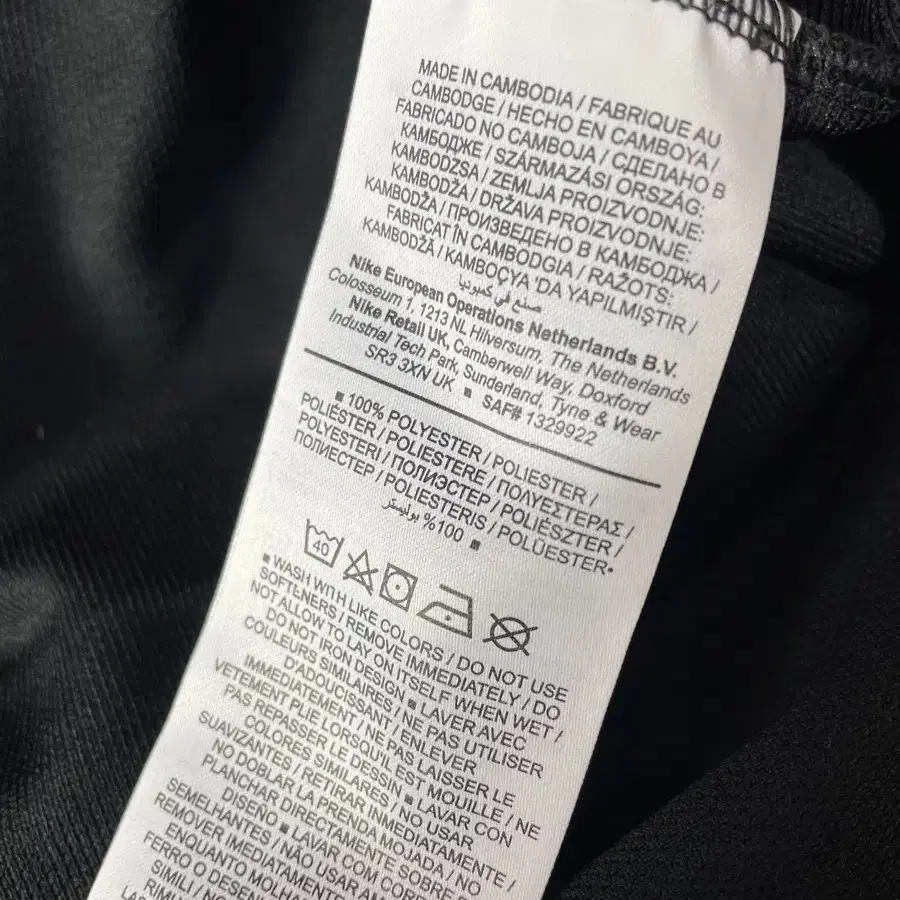 MADE IN CAMBODIA / FABRIQUE AU
CAMBODGE / HECHO EN CAMBOYA /
FABRICADO NO CAMBOJA / СДЕЛАНО В
КАМБОДЖЕ / SZÁRMAZÁSI ORSZÁG:
KAMBODZSA / ZEMLJA PROIZVODNJE:
KAMBODŽA / DRŽAVA PROIZVODNJE:
KAMBODŽA / ПРОИЗВЕДЕНО В КАМБОДЖА /
FABRICAT ÎN CAMBODGIA / RAŽOTS:
KAMBODŽĀ / KAMBOÇYA 'DA YAPILMIŞTIR /
صنع في كمبوديا
Nike European Operations Netherlands B.V.
Colosseum 1, 1213 NL Hilversum, The Netherlands
Nike Retail UK, Camberwell Way, Doxford
Industrial Tech Park, Sunderland, Tyne & Wear
SR3 3XN UK ■ SAF# 1329922
■ 100% POLYESTER / POLIESTER /
POLIÉSTER / POLIESTERE / ΠΟΛΥΕΣΤΕΡΑΣ /
POLYESTERI / ПОЛИЭСТЕР / POLIÉSZTER /
ПОЛИЕСТЕР / POLIESTERIS / POLÜESTER
100% بوليستر ■
40
■ WASH WITH LIKE COLORS / DO NOT USE
SOFTENERS / REMOVE IMMEDIATELY / DO
NOT ALLOW TO LAY ON ITSELF WHEN WET /
DO NOT IRON DESIGN ■ LAVER AVEC
COULEURS SIMILAIRES / NE PAS UTILISER
D'ADOUCISSANT / ENLEVER
IMMEDIATEMENT / NE PAS LAISSER LE
VETEMENT PLIE LORSQU'IL EST MOUILLE / NE
PAS REPASSER LE DESSIN ■ LAVAR CON
COLORES SIMILARES / NO USAR
SUAVIZANTES / RETIRAR INMEDIATAMENTE /
NO DOBLAR LA PRENDA MOJADA / NO
PLANCHAR DIRECTAMENTE SOBRE
DISEÑO ■ LAVAR COM CORES
SEMELHANTES / NÃO USAR
REMOVER IMEDIATAMENTE
ENQUANTO MOLHA
FERRO O DESEN
SIMILI / N
RIMU